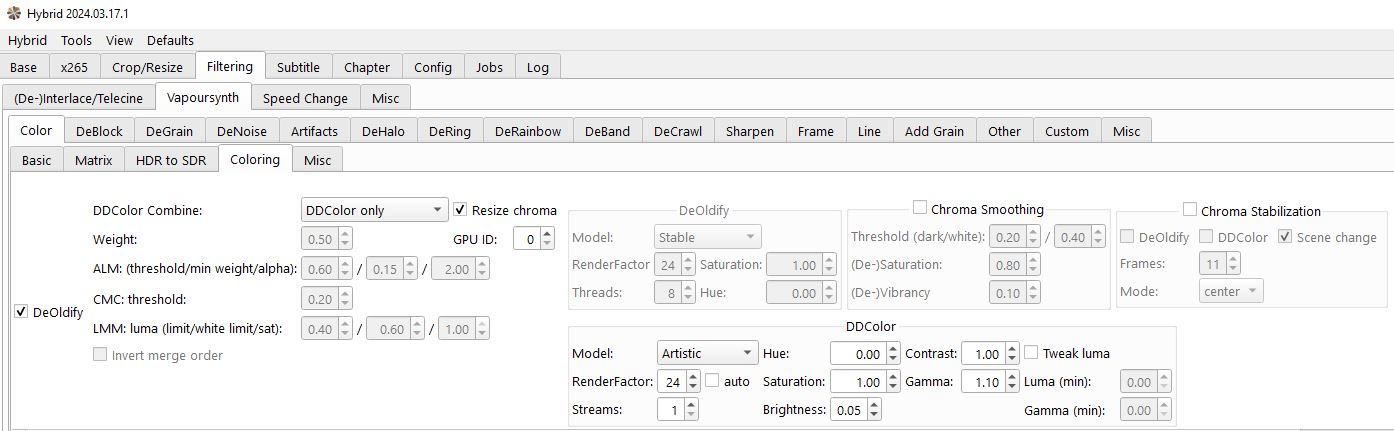 Hybrid 2024.03.17.1
Hybrid Tools View Defaults
Base x265 Crop/Resize Filtering Subtitle Chapter Config Jobs Log
(De-)Interlace/Telecine Vapoursynth Speed Change Misc
Color DeBlock DeGrain DeNoise Artifacts DeHalo DeRing DeRainbow DeBand DeCrawl Sharpen Frame Line Add Grain Other Custom Misc
Basic Matrix HDR to SDR Coloring Misc
DeOldify
DDColor Combine: DDColor only Resize chroma
Weight: 0.50 GPU ID: 0
ALM: (threshold/min weight/alpha): 0.60 / 0.15 / 2.00
CMC: threshold: 0.20
LMM: luma (limit/white limit/sat): 0.40 / 0.60 / 1.00
Invert merge order
DeOldify
Model: Stable
RenderFactor 24 Saturation: 1.00
Threads: 8 Hue: 0.00
Chroma Smoothing
Threshold (dark/white): 0.20 / 0.40
(De-)Saturation: 0.80
(De-)Vibrancy 0.10
Chroma Stabilization
DeOldify DDColor Scene change
Frames: 11
Mode: center
DDColor
Model: Artistic Hue: 0.00 Contrast: 1.00 Tweak luma
RenderFactor: 24 auto Saturation: 1.00 Gamma: 1.10 Luma (min): 0.00
Streams: 1 Brightness: 0.05 Gamma (min): 0.00